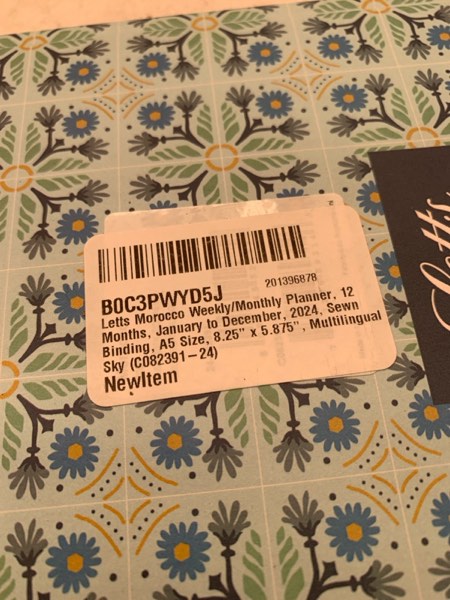 Letts
B0C3PWYD5J
201396878
Letts Morocco Weekly/Monthly Planner, 12
Months, January to December, 2024, Sewn
Binding, A5 Size, 8.25" x 5.875", Multilingual
Sky (C082391-24)
NewItem